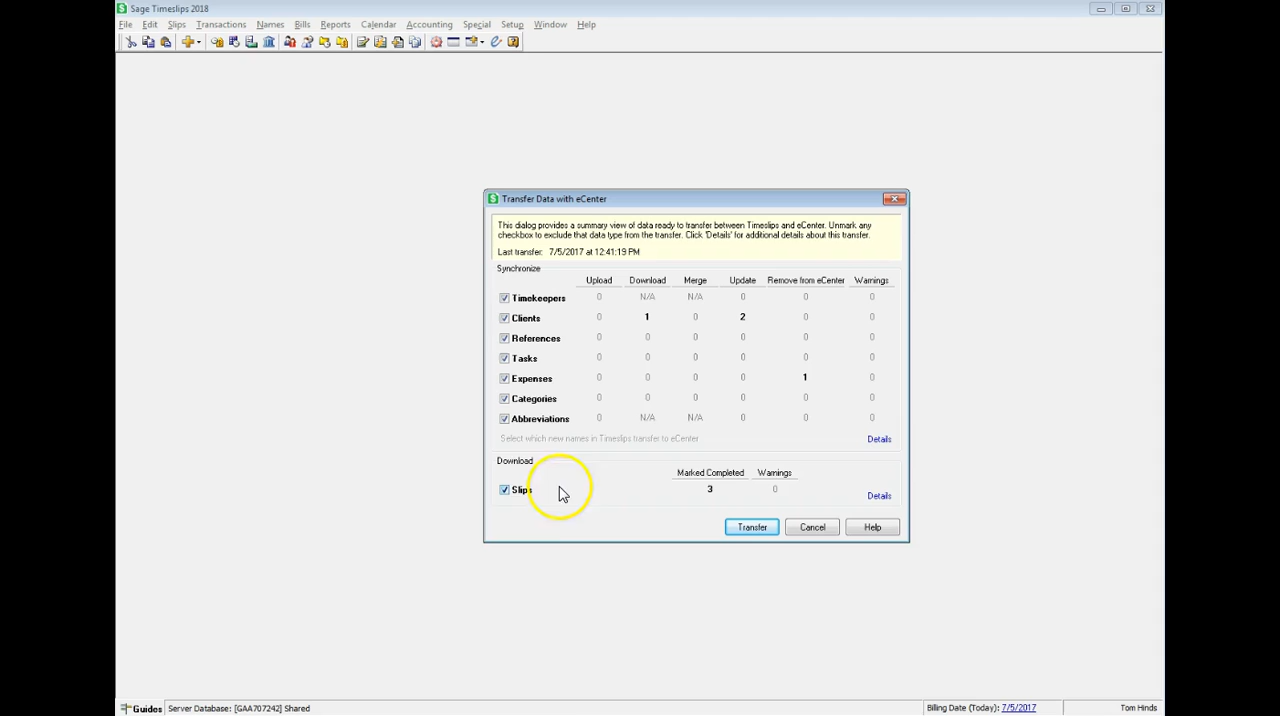 Sage Timeslips 2018
File Edit Slips Transactions Names Bills Reports Calendar Accounting Special Setup Window Help
Transfer Data with eCenter
This dialog provides a summary view of data ready to transfer between Timeslips and eCenter. Unmark any
checkbox to exclude that data type from the transfer. Click 'Details' for additional details about this transfer.
Last transfer: 7/5/2017 at 12:41:19 PM
Synchronize
Upload Download Merge Update Remove from eCenter Warnings
Timekeepers 0 N/A N/A 0 0 0
Clients 0 1 0 2 0 0
References 0 0 0 0 0 0
Tasks 0 0 0 0 0 0
Expenses 0 0 0 0 1 0
Categories 0 0 0 0 0 0
Abbreviations 0 N/A N/A 0 0 0
Select which new names in Timeslips transfer to eCenter Details
Download
Marked Completed Warnings
Slips 3 0
Details
Transfer Cancel Help
Guides Server Database: [GAA707242] Shared Billing Date (Today): 7/5/2017 Tom Hinds